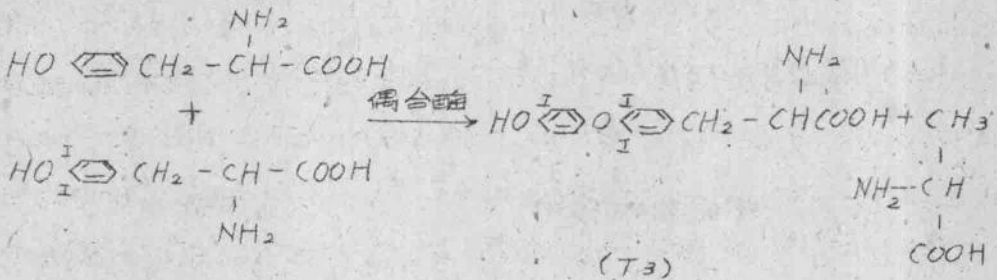 NH2
HO CH2-CH-COOH
+
HO I I CH2-CH-COOH
NH2
偶合酶
NH2
HO I O I I CH2-CHCOOH+CH3
NH2-CH
COOH
(T3)